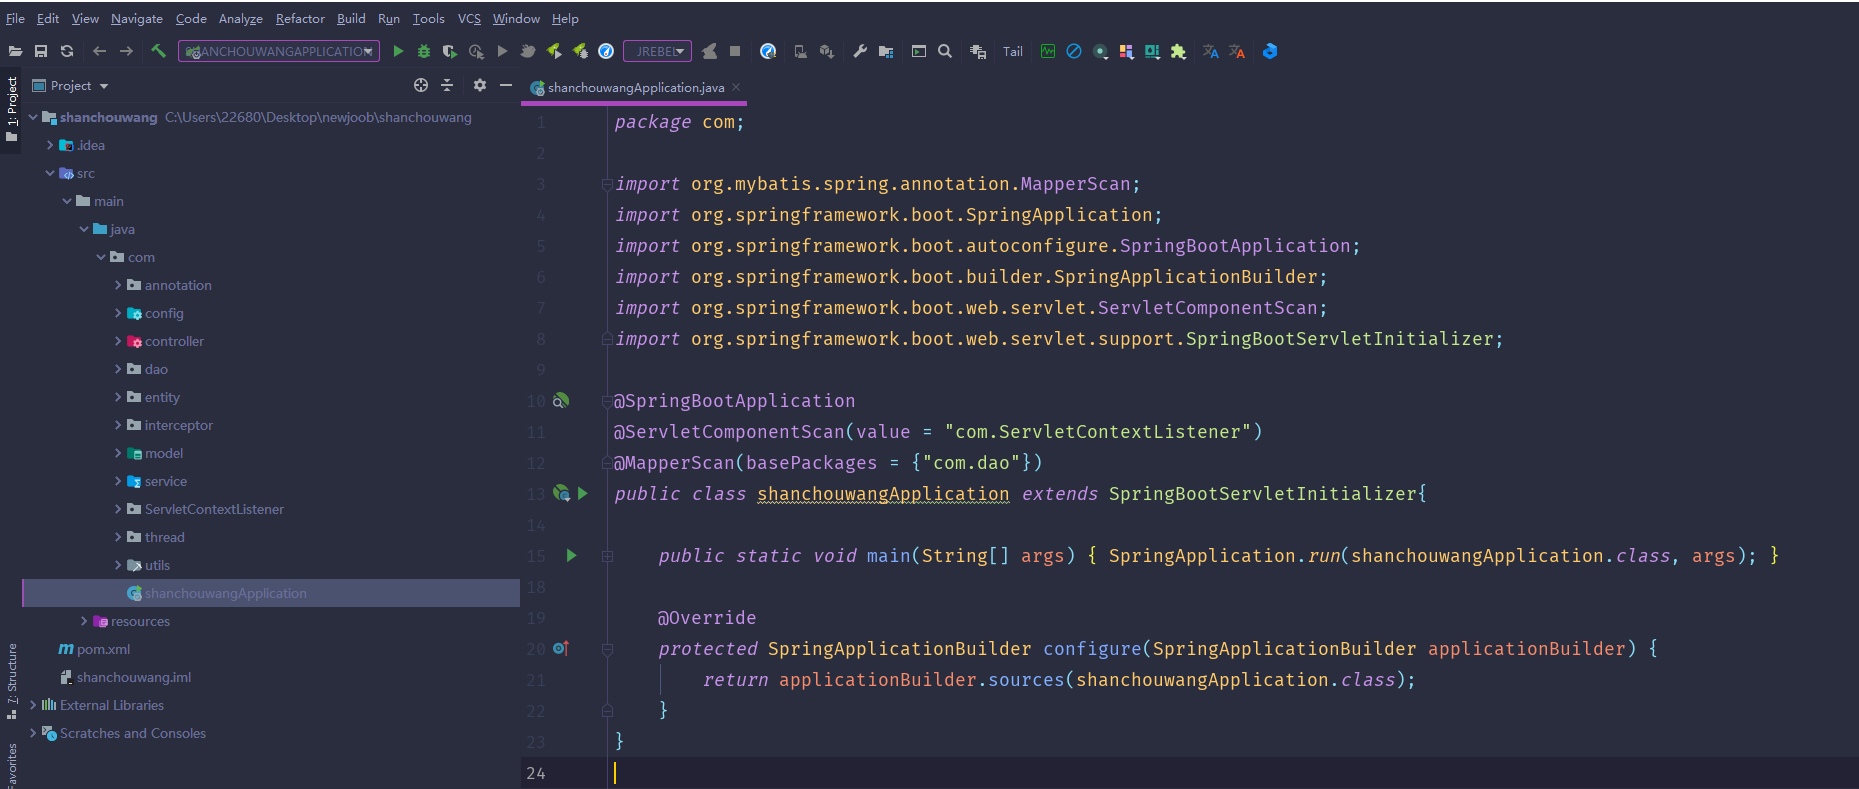 File Edit View Navigate Code Analyze Refactor Build Run Tools VCS Window Help
SHANCHOUWANGAPPLICATION JREBEL Tail
1: Project
Project
shanchouwangApplication.java
shanchouwang C:\Users\22680\Desktop\newjoob\shanchouwang
.idea
src
main
java
com
annotation
config
controller
dao
entity
interceptor
model
service
ServletContextListener
thread
utils
shanchouwangApplication
resources
pom.xml
shanchouwang.iml
External Libraries
Scratches and Consoles
7: Structure
Favorites
1 package com;
2
3 import org.mybatis.spring.annotation.MapperScan;
4 import org.springframework.boot.SpringApplication;
5 import org.springframework.boot.autoconfigure.SpringBootApplication;
6 import org.springframework.boot.builder.SpringApplicationBuilder;
7 import org.springframework.boot.web.servlet.ServletComponentScan;
8 import org.springframework.boot.web.servlet.support.SpringBootServletInitializer;
9
10 @SpringBootApplication
11 @ServletComponentScan(value = "com.ServletContextListener")
12 @MapperScan(basePackages = {"com.dao"})
13 public class shanchouwangApplication extends SpringBootServletInitializer{
14
15 public static void main(String[] args) { SpringApplication.run(shanchouwangApplication.class, args); }
18
19 @Override
20 protected SpringApplicationBuilder configure(SpringApplicationBuilder applicationBuilder) {
21 return applicationBuilder.sources(shanchouwangApplication.class);
22 }
23 }
24